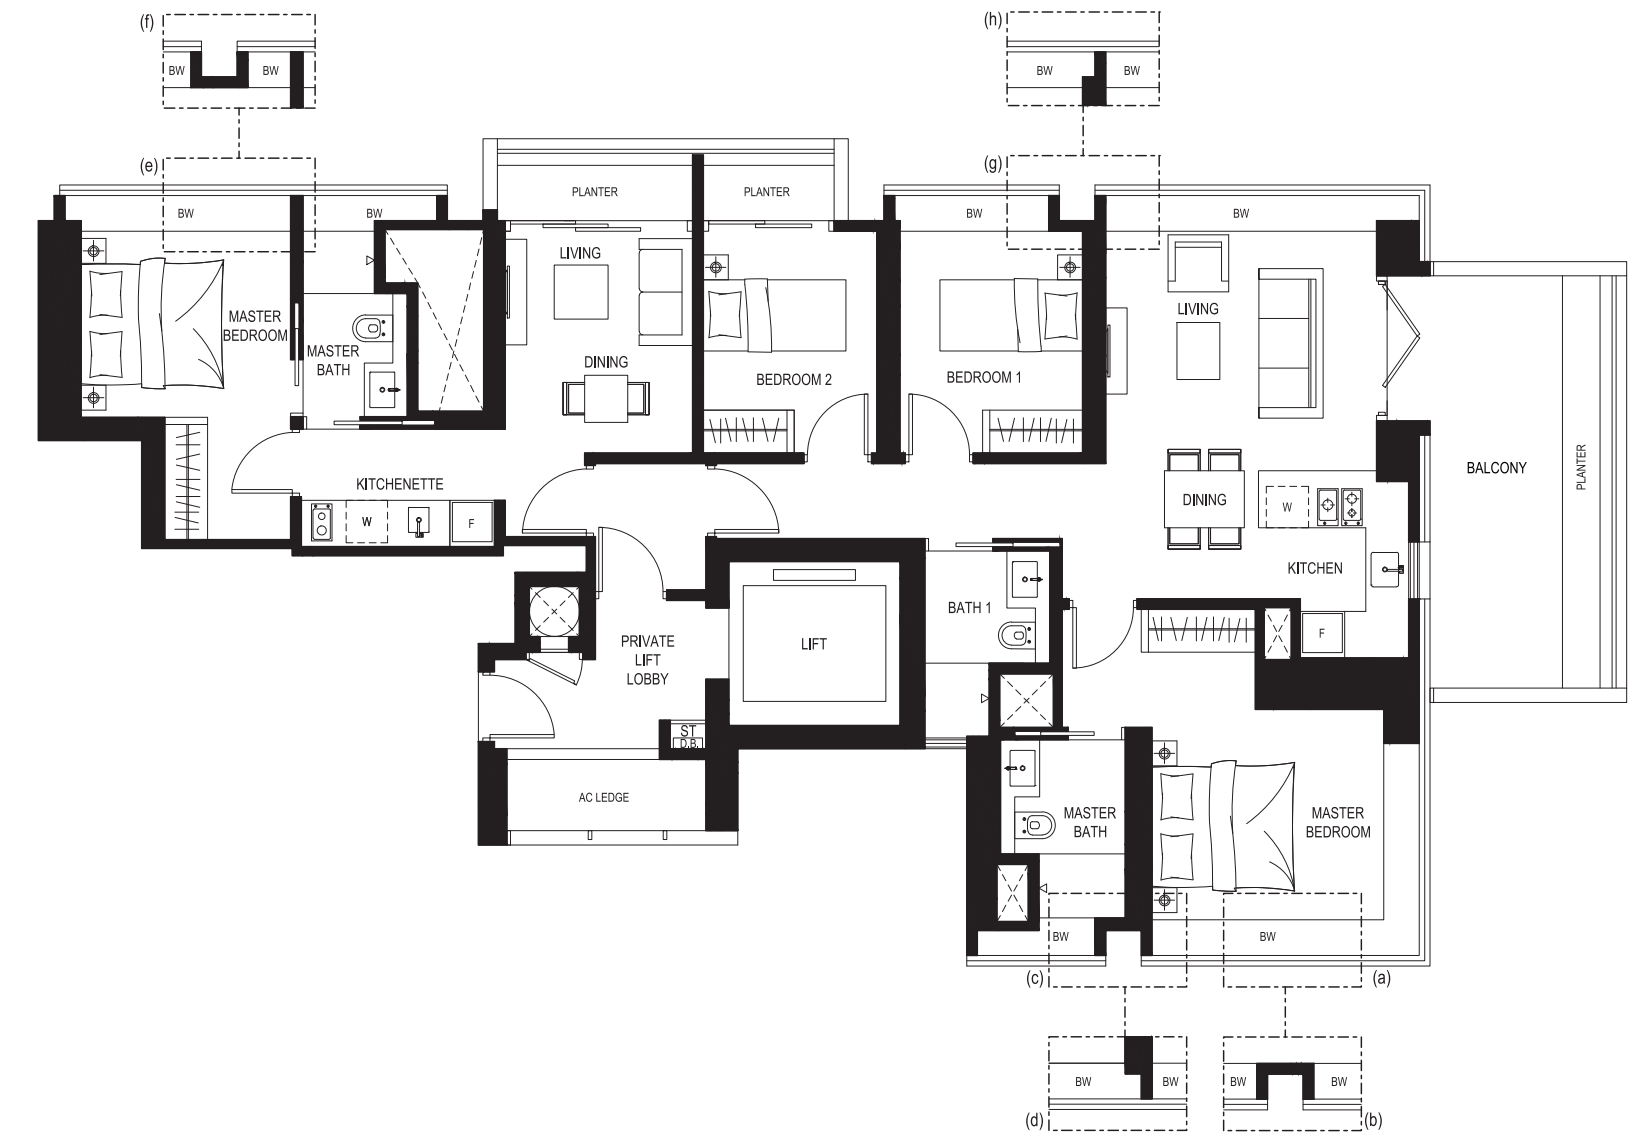 (f)
BW
BW
(h)
BW
BW
(e)
BW
BW
PLANTER
PLANTER
(g)
BW
BW
LIVING
MASTER
BEDROOM
MASTER
BATH
DINING
BEDROOM 2
BEDROOM 1
LIVING
BALCONY
PLANTER
KITCHENETTE
W
F
DINING
W
KITCHEN
F
BATH 1
PRIVATE
LIFT
LOBBY
LIFT
ST
D.B.
AC LEDGE
MASTER
BATH
MASTER
BEDROOM
BW
BW
(c)
(a)
BW
BW
BW
BW
(d)
(b)